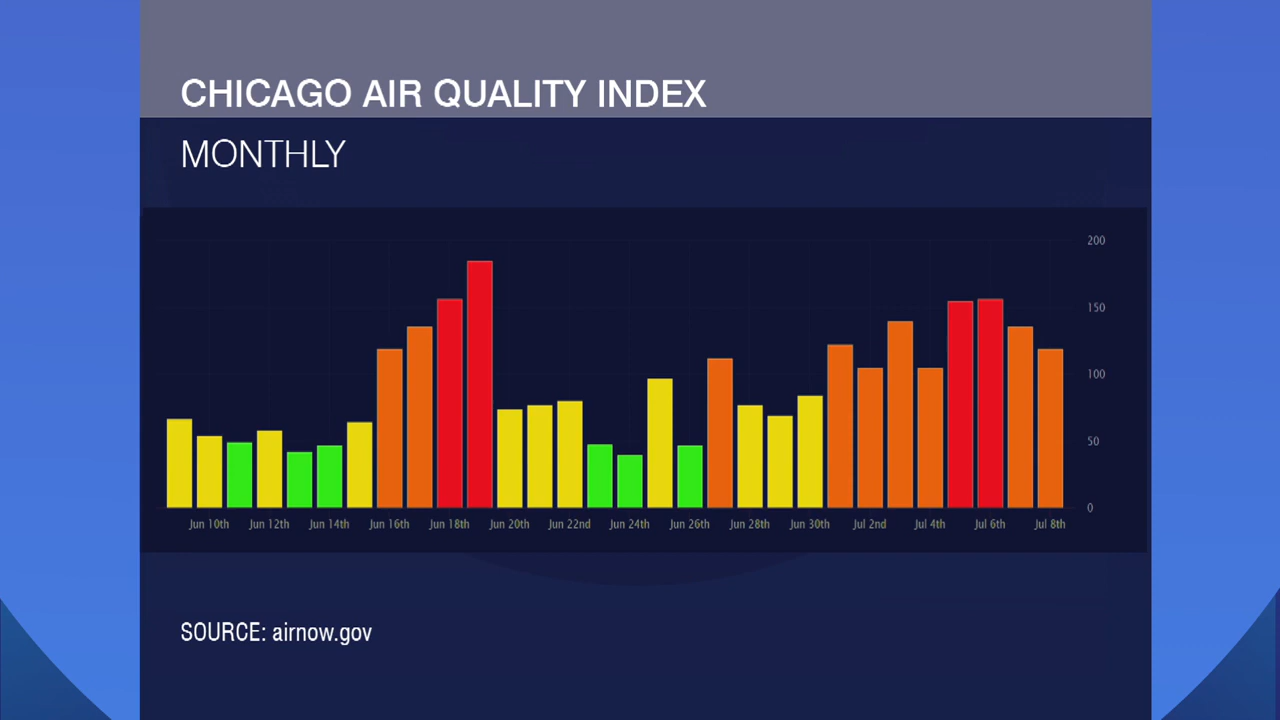 CHICAGO AIR QUALITY INDEX
MONTHLY
200
150
100
50
0
Jun 10th Jun 12th Jun 14th Jun 16th Jun 18th Jun 20th Jun 22nd Jun 24th Jun 26th Jun 28th Jun 30th Jul 2nd Jul 4th Jul 6th Jul 8th
SOURCE: airnow.gov